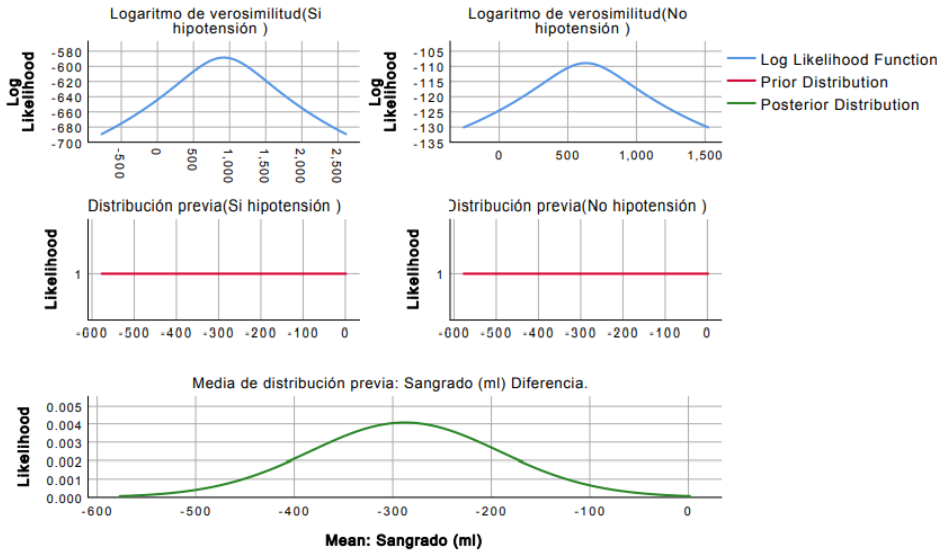 Logaritmo de verosimilitud(Si
hipotensión )
Log
Likelihood
-580
-600
-620
-640
-660
-680
-700
-500
0
500
1,000
1,500
2,000
2,500
Logaritmo de verosimilitud(No
hipotensión )
Log
Likelihood
-105
-110
-115
-120
-125
-130
-135
0
500
1,000
1,500
Log Likelihood Function
Prior Distribution
Posterior Distribution
Distribución previa(Si hipotensión )
Likelihood
1
-600 -500 -400 -300 -200 -100 0
Distribución previa(No hipotensión )
Likelihood
1
-600 -500 -400 -300 -200 -100 0
Media de distribución previa: Sangrado (ml) Diferencia.
Likelihood
0.005
0.004
0.003
0.002
0.001
0.000
-600 -500 -400 -300 -200 -100 0
Mean: Sangrado (ml)